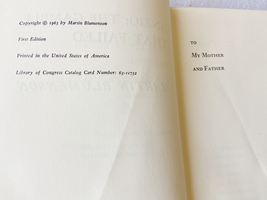 Copyright © 1963 by Martin Blumenson
First Edition
Printed in the United States of America
Library of Congress Catalog Card Number: 63-11752
TO
MY MOTHER
AND FATHER